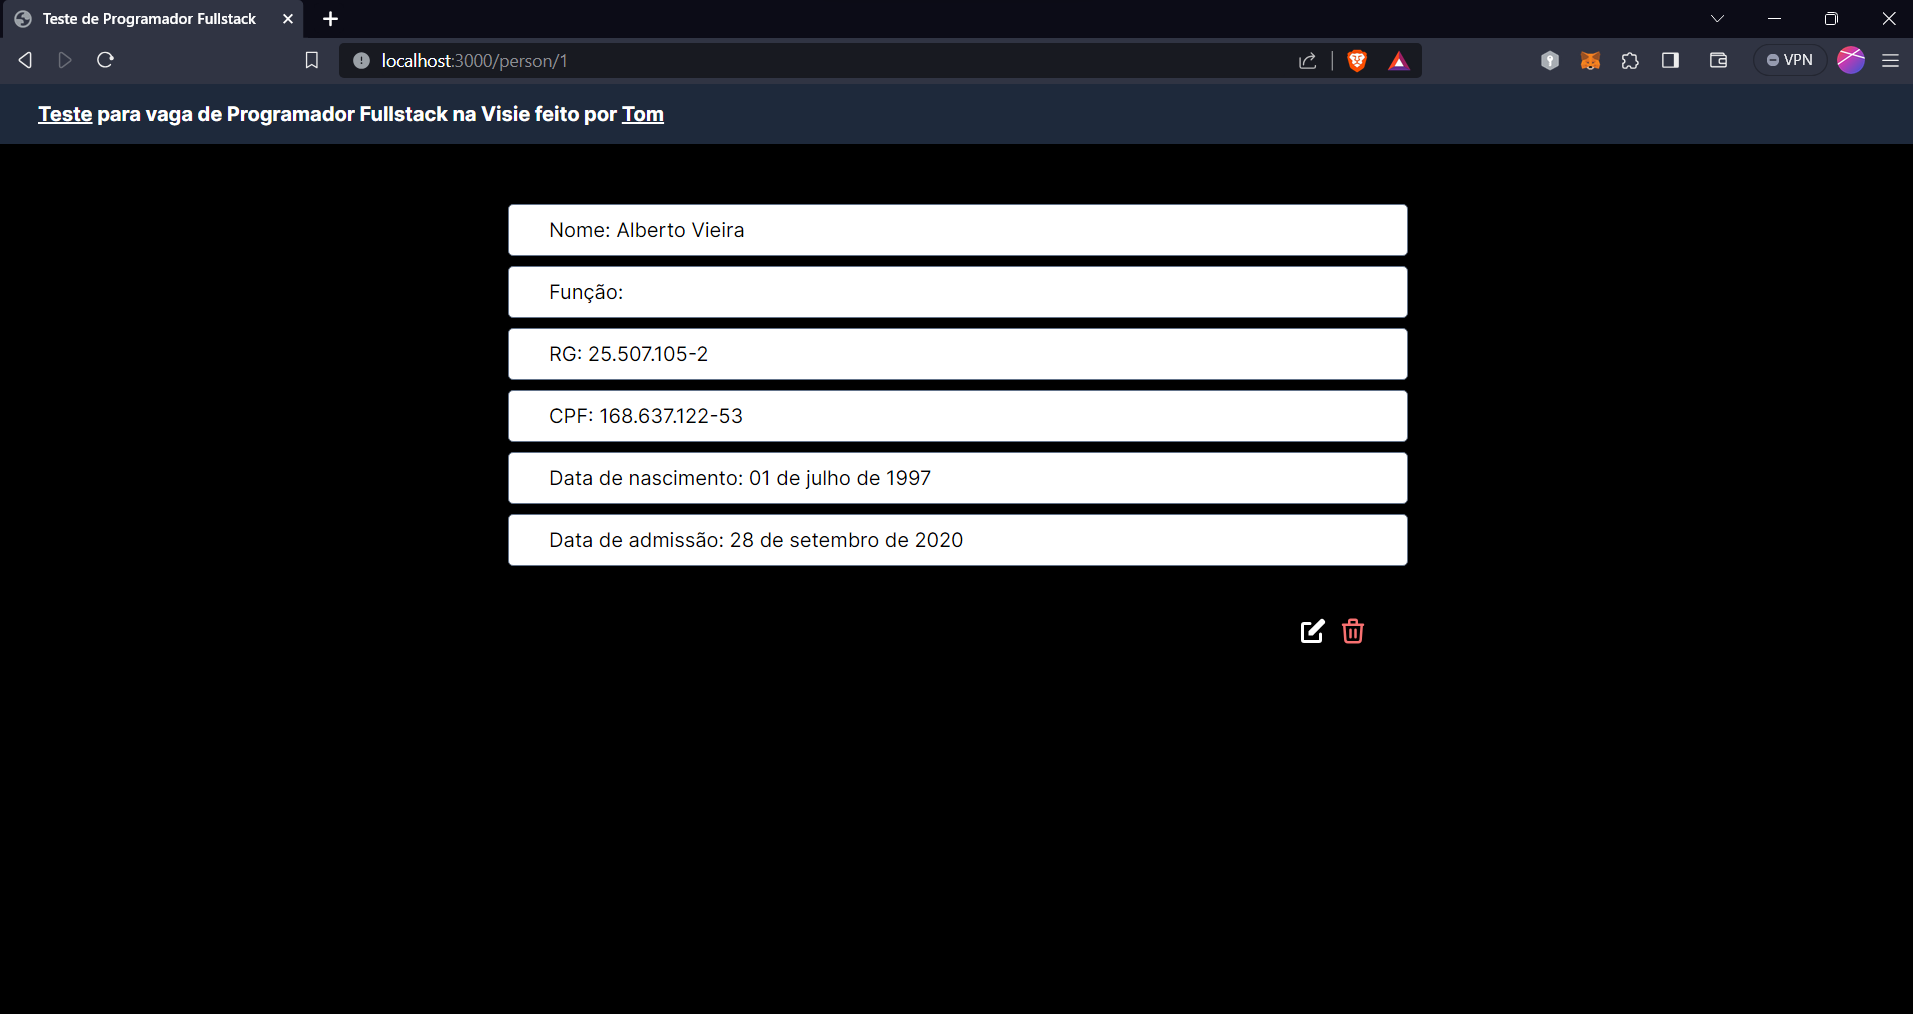 Teste de Programador Fullstack
localhost:3000/person/1
VPN
Teste para vaga de Programador Fullstack na Visie feito por Tom
Nome: Alberto Vieira
Função:
RG: 25.507.105-2
CPF: 168.637.122-53
Data de nascimento: 01 de julho de 1997
Data de admissão: 28 de setembro de 2020